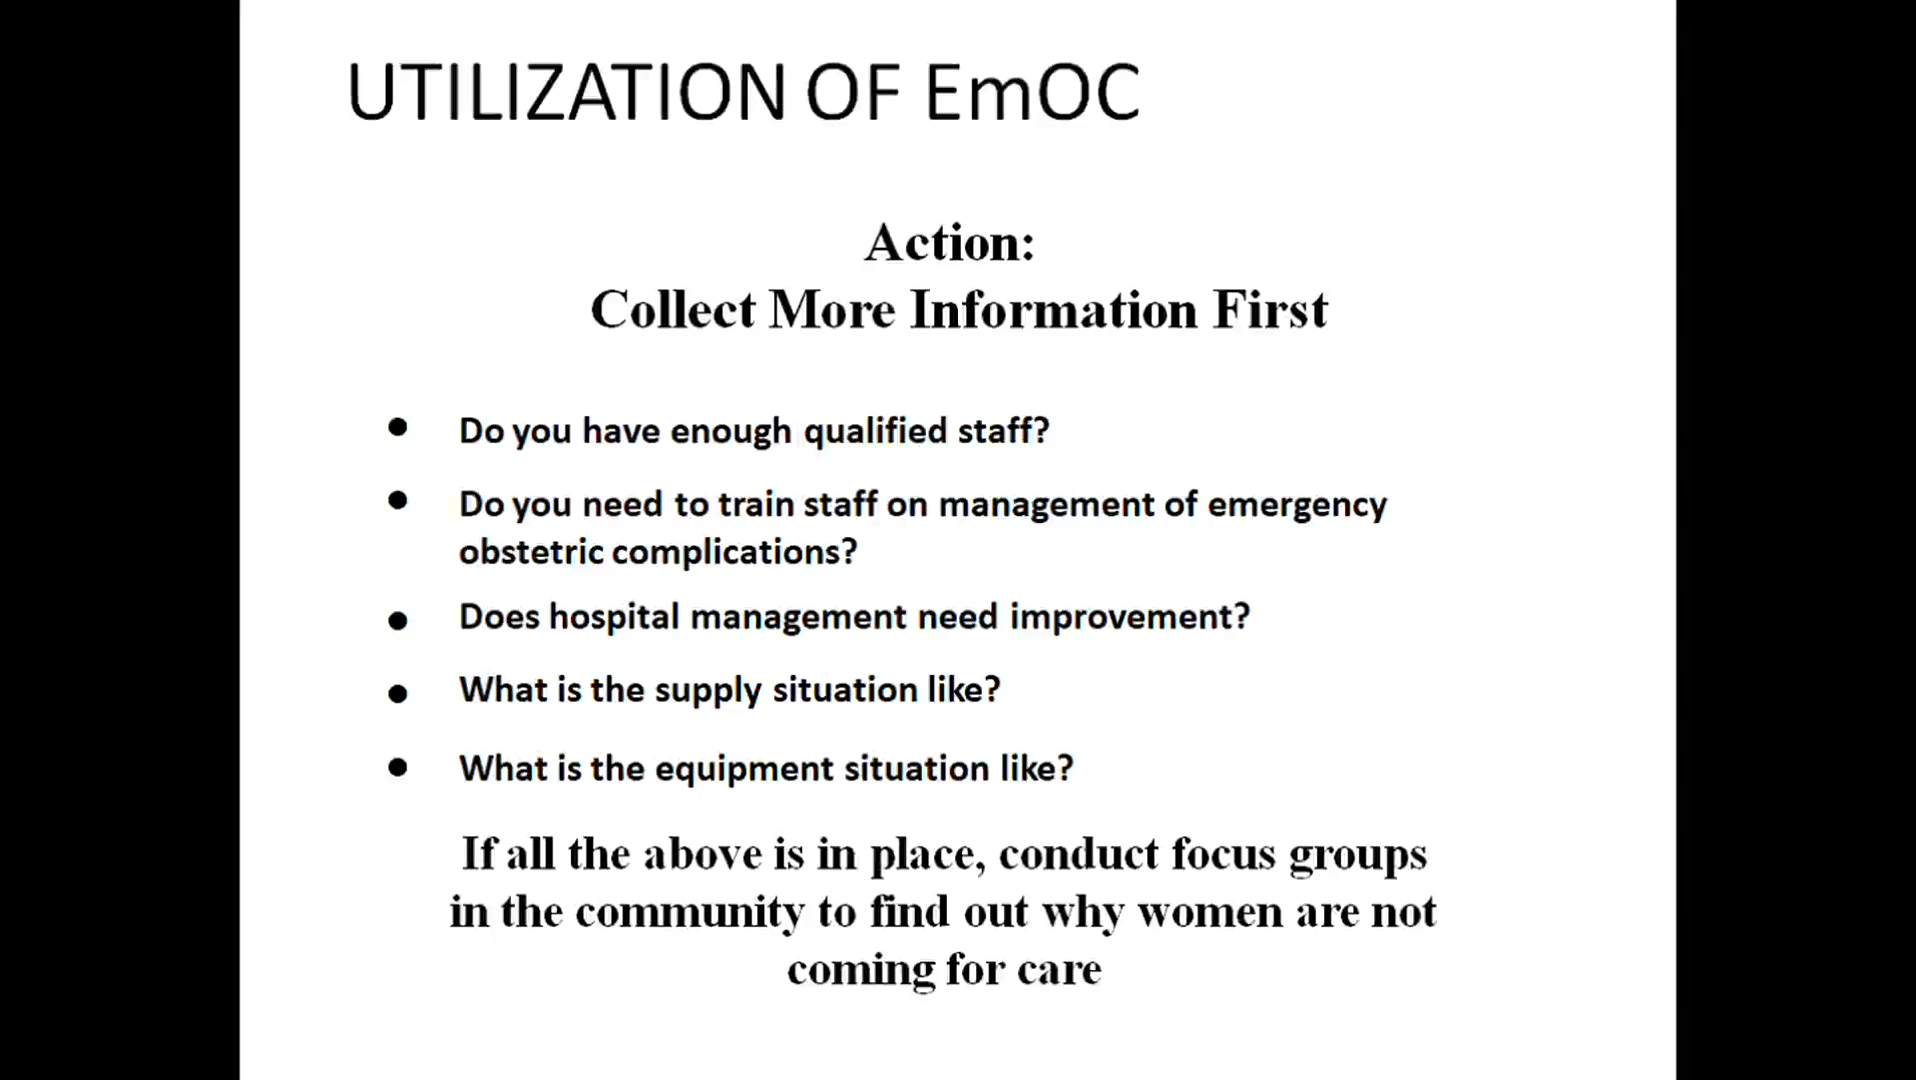 UTILIZATION OF EmOC
Action:
Collect More Information First
• Do you have enough qualified staff?
• Do you need to train staff on management of emergency
obstetric complications?
• Does hospital management need improvement?
• What is the supply situation like?
• What is the equipment situation like?
If all the above is in place, conduct focus groups
in the community to find out why women are not
coming for care